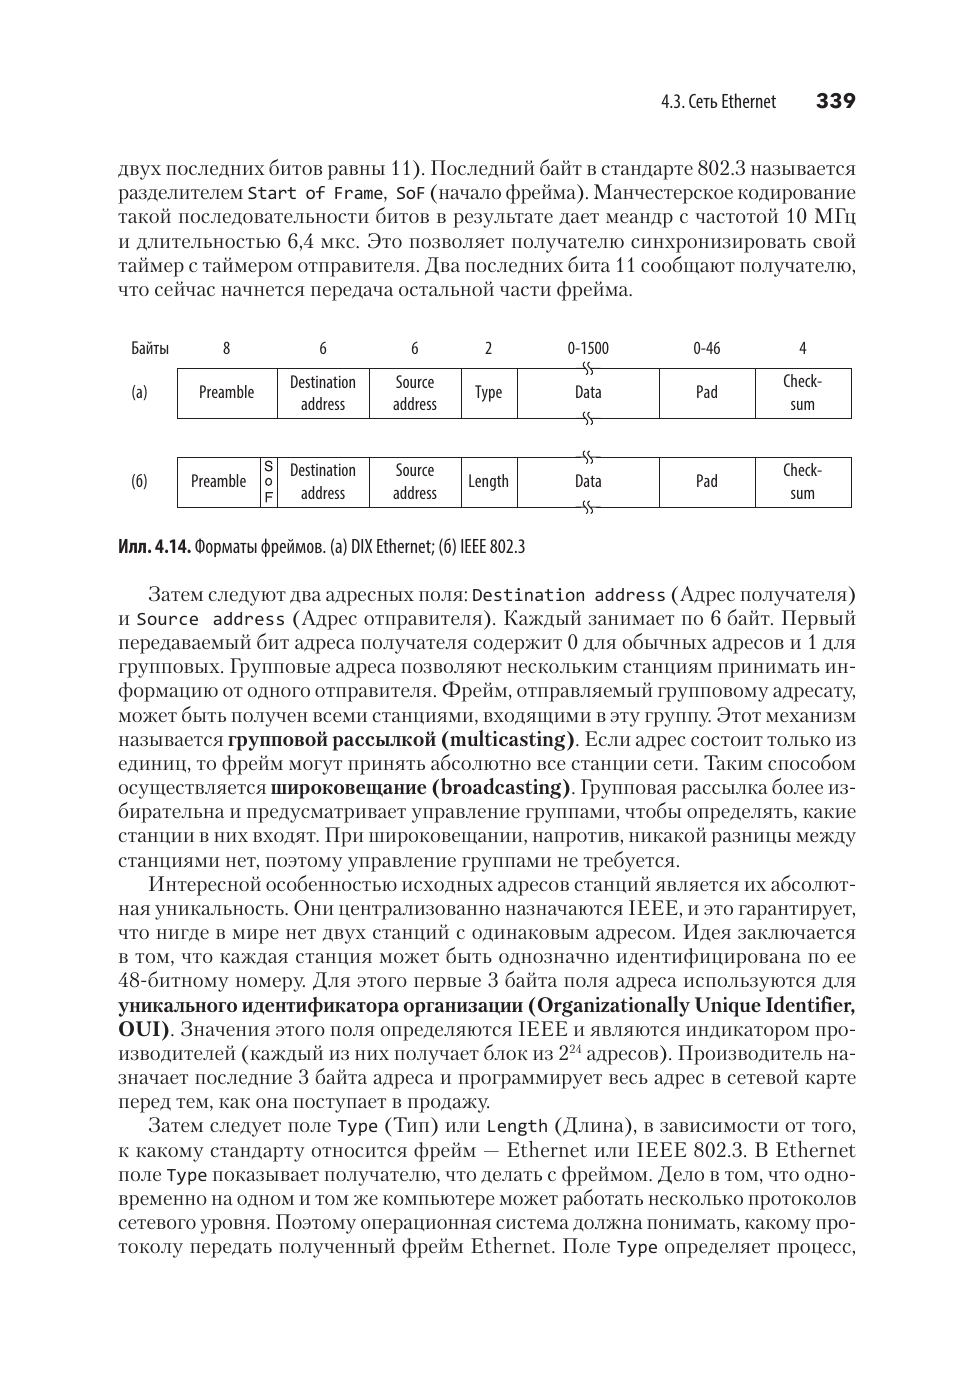 4.3. Сеть Ethernet 339
двух последних битов равны 11). Последний байт в стандарте 802.3 называется
разделителем Start of Frame, SoF (начало фрейма). Манчестерское кодирование
такой последовательности битов в результате дает меандр с частотой 10 МГц
и длительностью 6,4 мкс. Это позволяет получателю синхронизировать свой
таймер с таймером отправителя. Два последних бита 11 сообщают получателю,
что сейчас начнется передача остальной части фрейма.
Байты 8 6 6 2 0-1500 0-46 4
(а) Preamble Destination address Source address Type Data Pad Check-sum
(б) Preamble SoF Destination address Source address Length Data Pad Check-sum
Илл. 4.14. Форматы фреймов. (а) DIX Ethernet; (б) IEEE 802.3
Затем следуют два адресных поля: Destination address (Адрес получателя)
и Source address (Адрес отправителя). Каждый занимает по 6 байт. Первый
передаваемый бит адреса получателя содержит 0 для обычных адресов и 1 для
групповых. Групповые адреса позволяют нескольким станциям принимать ин-
формацию от одного отправителя. Фрейм, отправляемый групповому адресату,
может быть получен всеми станциями, входящими в эту группу. Этот механизм
называется групповой рассылкой (multicasting). Если адрес состоит только из
единиц, то фрейм могут принять абсолютно все станции сети. Таким способом
осуществляется широковещание (broadcasting). Групповая рассылка более из-
бирательна и предусматривает управление группами, чтобы определять, какие
станции в них входят. При широковещании, напротив, никакой разницы между
станциями нет, поэтому управление группами не требуется.
Интересной особенностью исходных адресов станций является их абсолют-
ная уникальность. Они централизованно назначаются IEEE, и это гарантирует,
что нигде в мире нет двух станций с одинаковым адресом. Идея заключается
в том, что каждая станция может быть однозначно идентифицирована по ее
48-битному номеру. Для этого первые 3 байта поля адреса используются для
уникального идентификатора организации (Organizationally Unique Identifier,
OUI). Значения этого поля определяются IEEE и являются индикатором про-
изводителей (каждый из них получает блок из 2²⁴ адресов). Производитель на-
значает последние 3 байта адреса и программирует весь адрес в сетевой карте
перед тем, как она поступает в продажу.
Затем следует поле Type (Тип) или Length (Длина), в зависимости от того,
к какому стандарту относится фрейм — Ethernet или IEEE 802.3. В Ethernet
поле Type показывает получателю, что делать с фреймом. Дело в том, что одно-
временно на одном и том же компьютере может работать несколько протоколов
сетевого уровня. Поэтому операционная система должна понимать, какому про-
токолу передать полученный фрейм Ethernet. Поле Type определяет процесс,